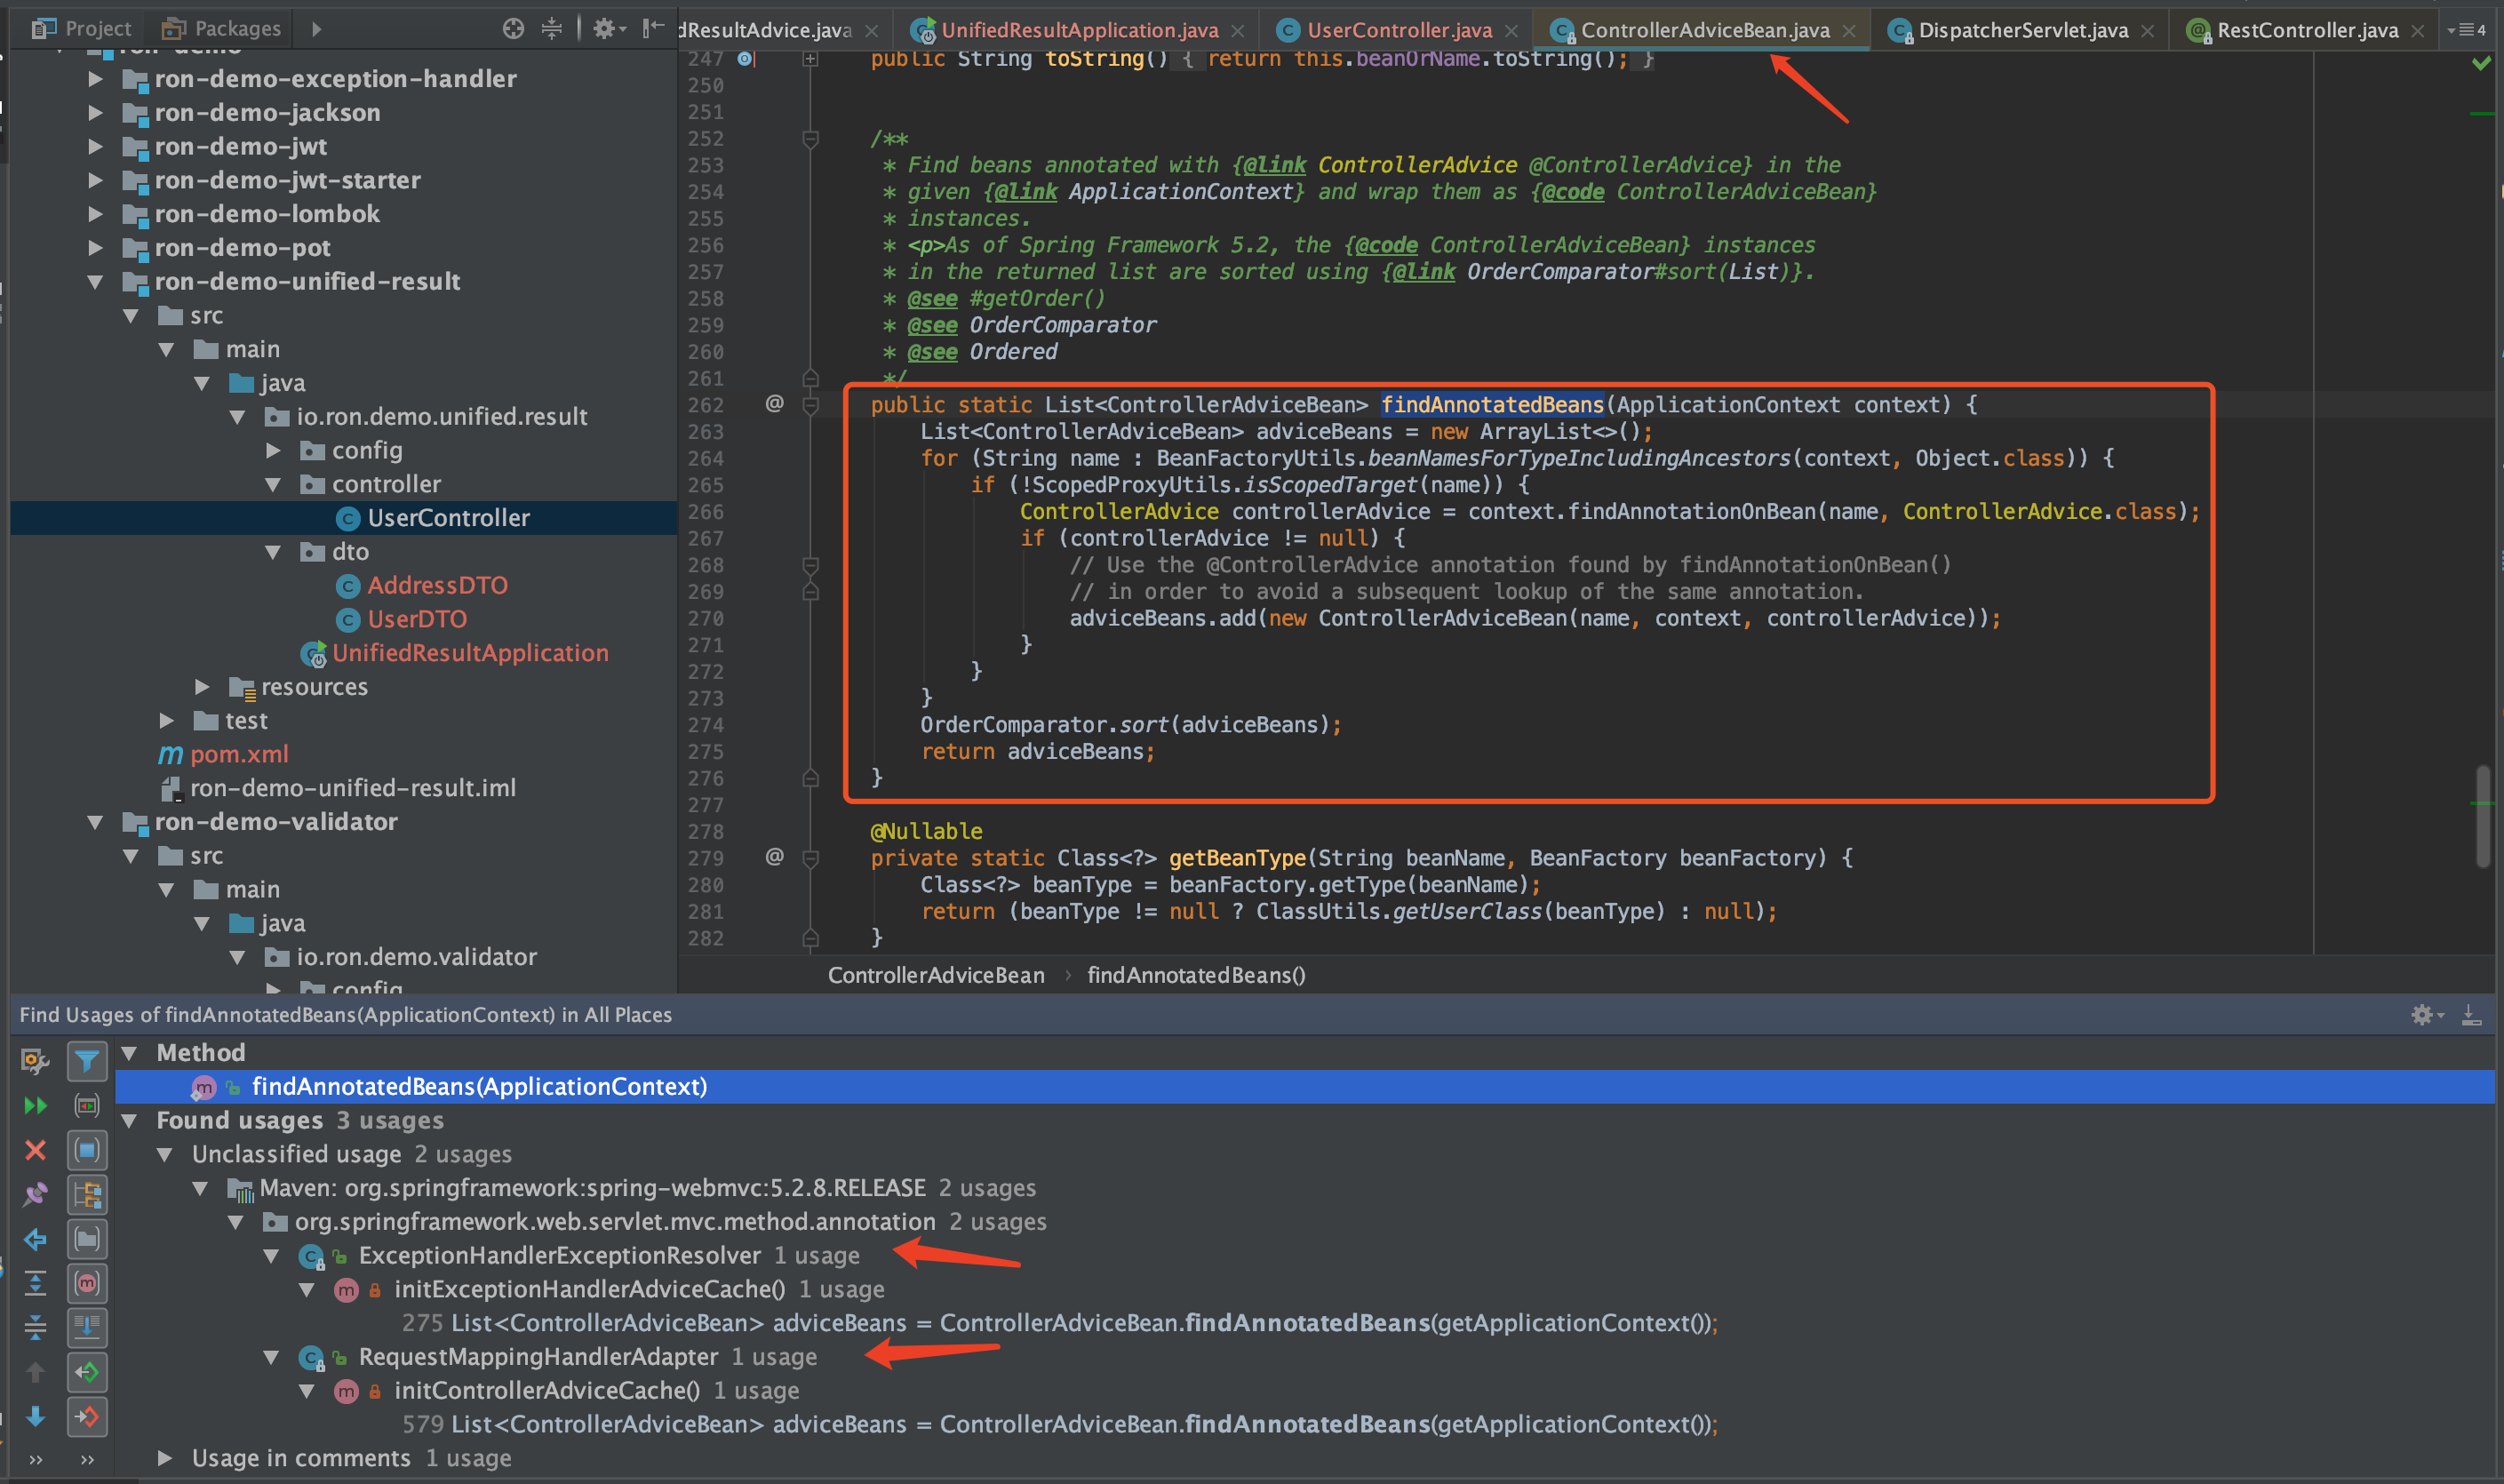 Project
Packages
dResultAdvice.java
UnifiedResultApplication.java
UserController.java
ControllerAdviceBean.java
DispatcherServlet.java
RestController.java
4
ron-demo
ron-demo-exception-handler
ron-demo-jackson
ron-demo-jwt
ron-demo-jwt-starter
ron-demo-lombok
ron-demo-pot
ron-demo-unified-result
src
main
java
io.ron.demo.unified.result
config
controller
UserController
dto
AddressDTO
UserDTO
UnifiedResultApplication
resources
test
pom.xml
ron-demo-unified-result.iml
ron-demo-validator
src
main
java
io.ron.demo.validator
config
247 public String toString() { return this.beanOrName.toString(); }
250
251
252 /**
253 * Find beans annotated with {@link ControllerAdvice @ControllerAdvice} in the
254 * given {@link ApplicationContext} and wrap them as {@code ControllerAdviceBean}
255 * instances.
256 * <p>As of Spring Framework 5.2, the {@code ControllerAdviceBean} instances
257 * in the returned list are sorted using {@link OrderComparator#sort(List)}.
258 * @see #getOrder()
259 * @see OrderComparator
260 * @see Ordered
261 */
262 @ public static List<ControllerAdviceBean> findAnnotatedBeans(ApplicationContext context) {
263 List<ControllerAdviceBean> adviceBeans = new ArrayList<>();
264 for (String name : BeanFactoryUtils.beanNamesForTypeIncludingAncestors(context, Object.class)) {
265 if (!ScopedProxyUtils.isScopedTarget(name)) {
266 ControllerAdvice controllerAdvice = context.findAnnotationOnBean(name, ControllerAdvice.class);
267 if (controllerAdvice != null) {
268 // Use the @ControllerAdvice annotation found by findAnnotationOnBean()
269 // in order to avoid a subsequent lookup of the same annotation.
270 adviceBeans.add(new ControllerAdviceBean(name, context, controllerAdvice));
271 }
272 }
273 }
274 OrderComparator.sort(adviceBeans);
275 return adviceBeans;
276 }
277
278 @Nullable
279 @ private static Class<?> getBeanType(String beanName, BeanFactory beanFactory) {
280 Class<?> beanType = beanFactory.getType(beanName);
281 return (beanType != null ? ClassUtils.getUserClass(beanType) : null);
282 }
ControllerAdviceBean › findAnnotatedBeans()
Find Usages of findAnnotatedBeans(ApplicationContext) in All Places
Method
findAnnotatedBeans(ApplicationContext)
Found usages 3 usages
Unclassified usage 2 usages
Maven: org.springframework:spring-webmvc:5.2.8.RELEASE 2 usages
org.springframework.web.servlet.mvc.method.annotation 2 usages
ExceptionHandlerExceptionResolver 1 usage
initExceptionHandlerAdviceCache() 1 usage
275 List<ControllerAdviceBean> adviceBeans = ControllerAdviceBean.findAnnotatedBeans(getApplicationContext());
RequestMappingHandlerAdapter 1 usage
initControllerAdviceCache() 1 usage
579 List<ControllerAdviceBean> adviceBeans = ControllerAdviceBean.findAnnotatedBeans(getApplicationContext());
Usage in comments 1 usage